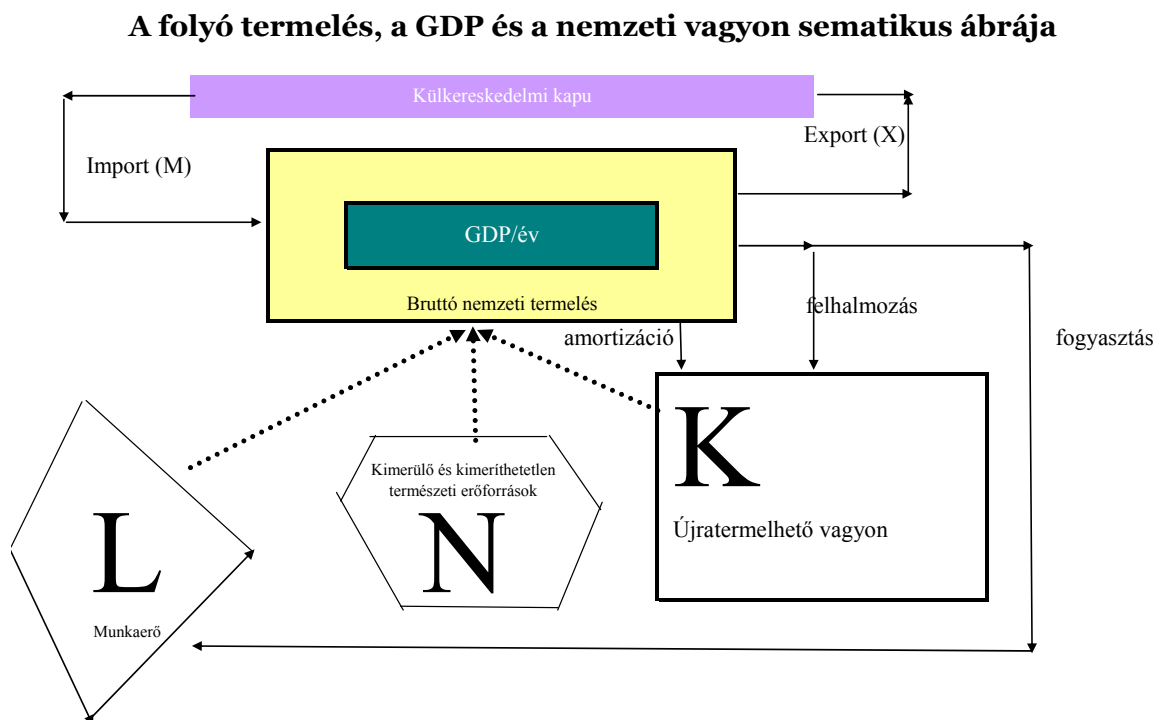 A folyó termelés, a GDP és a nemzeti vagyon sematikus ábrája
Külkereskedelmi kapu
Export (X)
Import (M)
GDP/év
Bruttó nemzeti termelés
felhalmozás
amortizáció
fogyasztás
K
Újratermelhető vagyon
Kimerülő és kimeríthetetlen
természeti erőforrások
N
L
Munkaerő